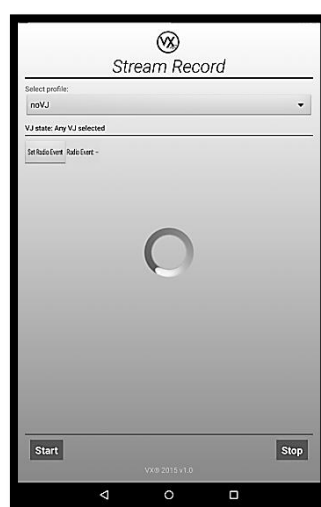 VX
Stream Record
Select profile:
noVJ
VJ state: Any VJ selected
Set Radio Event Radio Event: -
Start Stop
VX® 2015 v1.0